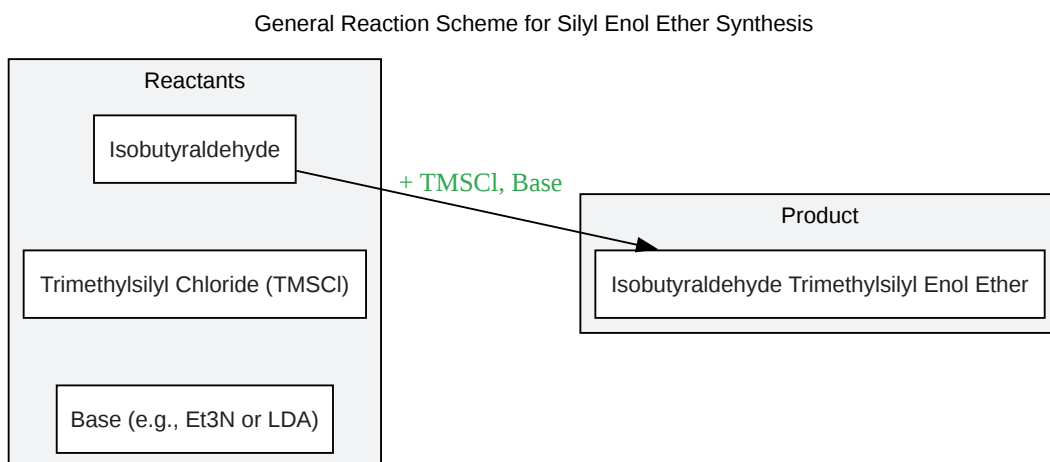 General Reaction Scheme for Silyl Enol Ether Synthesis
Reactants
Isobutyraldehyde
+ TMSCl, Base
Product
Trimethylsilyl Chloride (TMSCl)
Isobutyraldehyde Trimethylsilyl Enol Ether
Base (e.g., Et3N or LDA)